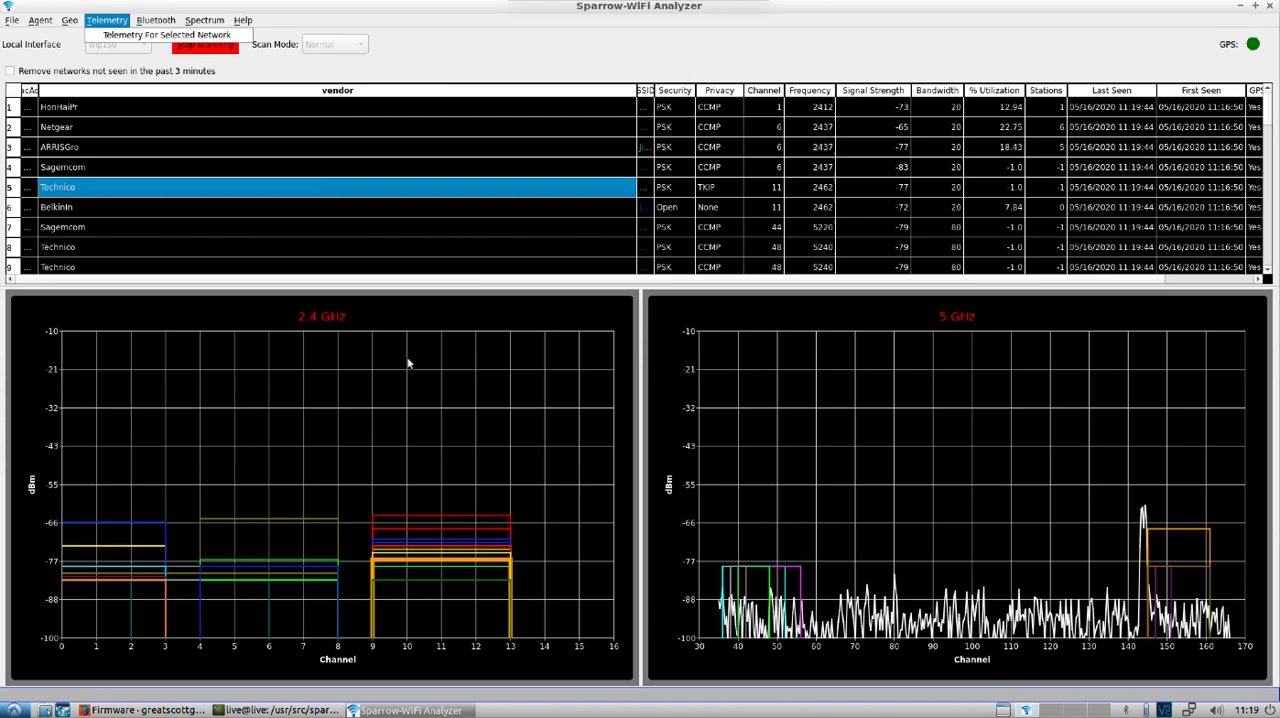 Sparrow-WiFi Analyzer
File Agent Geo Telemetry Bluetooth Spectrum Help
Telemetry For Selected Network
Local Interface Stop scanning Scan Mode: Normal GPS:
Remove networks not seen in the past 3 minutes
vendor SSID Security Privacy Channel Frequency Signal Strength Bandwidth % Utilization Stations Last Seen First Seen GPS
1 ... HonHaiPr ... PSK CCMP 1 2412 -73 20 12.94 1 05/16/2020 11:19:44 05/16/2020 11:16:50 Yes
2 ... Netgear ... PSK CCMP 6 2437 -65 20 22.75 6 05/16/2020 11:19:44 05/16/2020 11:16:50 Yes
3 ... ARRISGro PSK CCMP 6 2437 -77 20 18.43 5 05/16/2020 11:19:44 05/16/2020 11:16:50 Yes
4 ... Sagemcom ... PSK CCMP 6 2437 -83 20 -1.0 -1 05/16/2020 11:19:44 05/16/2020 11:16:50 Yes
5 ... Technico ... PSK TKIP 11 2462 -77 20 -1.0 -1 05/16/2020 11:19:44 05/16/2020 11:16:50 Yes
6 ... BelkinIn Open None 11 2462 -72 20 7.84 0 05/16/2020 11:19:44 05/16/2020 11:16:50 Yes
7 ... Sagemcom ... PSK CCMP 44 5220 -79 80 -1.0 -1 05/16/2020 11:19:44 05/16/2020 11:16:50 Yes
8 ... Technico ... PSK CCMP 48 5240 -79 80 -1.0 -1 05/16/2020 11:19:44 05/16/2020 11:16:50 Yes
9 ... Technico ... PSK CCMP 48 5240 -79 80 -1.0 -1 05/16/2020 11:19:44 05/16/2020 11:16:50 Yes
2.4 GHz
-10
-21
-32
-43
-55
-66
-77
-88
-100
dBm
0 1 2 3 4 5 6 7 8 9 10 11 12 13 14 15 16
Channel
5 GHz
-10
-21
-32
-43
-55
-66
-77
-88
-100
dBm
30 40 50 60 70 80 90 100 110 120 130 140 150 160 170
Channel
Firmware · greatscottg... live@live: /usr/src/spar... Sparrow-WiFi Analyzer 11:19